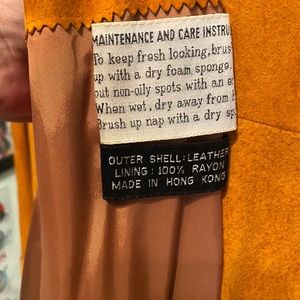 MAINTENANCE AND CARE INSTRU
To keep fresh looking, brus
up with a dry foam sponge.
out non-oily spots with an
When wet, dry away from
Brush up nap with a dry
OUTER SHELL: LEATHER
LINING: 100% RAYON
MADE IN HONG KONG